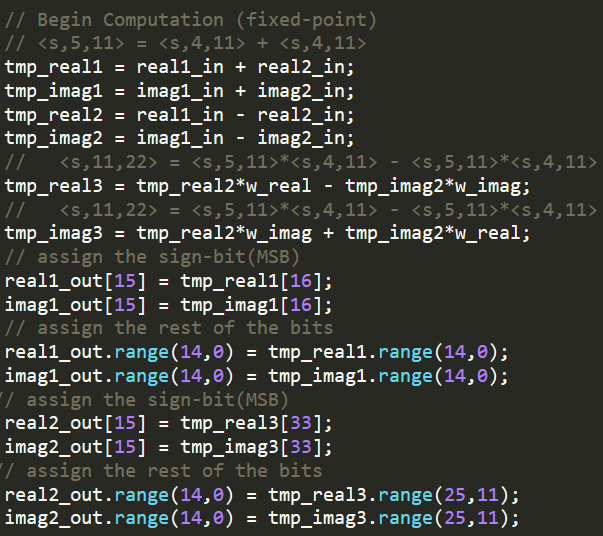 // Begin Computation (fixed-point)
// <s,5,11> = <s,4,11> + <s,4,11>
tmp_real1 = real1_in + real2_in;
tmp_imag1 = imag1_in + imag2_in;
tmp_real2 = real1_in - real2_in;
tmp_imag2 = imag1_in - imag2_in;
//   <s,11,22> = <s,5,11>*<s,4,11> - <s,5,11>*<s,4,11>
tmp_real3 = tmp_real2*w_real - tmp_imag2*w_imag;
//   <s,11,22> = <s,5,11>*<s,4,11> - <s,5,11>*<s,4,11>
tmp_imag3 = tmp_real2*w_imag + tmp_imag2*w_real;
// assign the sign-bit(MSB)
real1_out[15] = tmp_real1[16];
imag1_out[15] = tmp_imag1[16];
// assign the rest of the bits
real1_out.range(14,0) = tmp_real1.range(14,0);
imag1_out.range(14,0) = tmp_imag1.range(14,0);
// assign the sign-bit(MSB)
real2_out[15] = tmp_real3[33];
imag2_out[15] = tmp_imag3[33];
// assign the rest of the bits
real2_out.range(14,0) = tmp_real3.range(25,11);
imag2_out.range(14,0) = tmp_imag3.range(25,11);